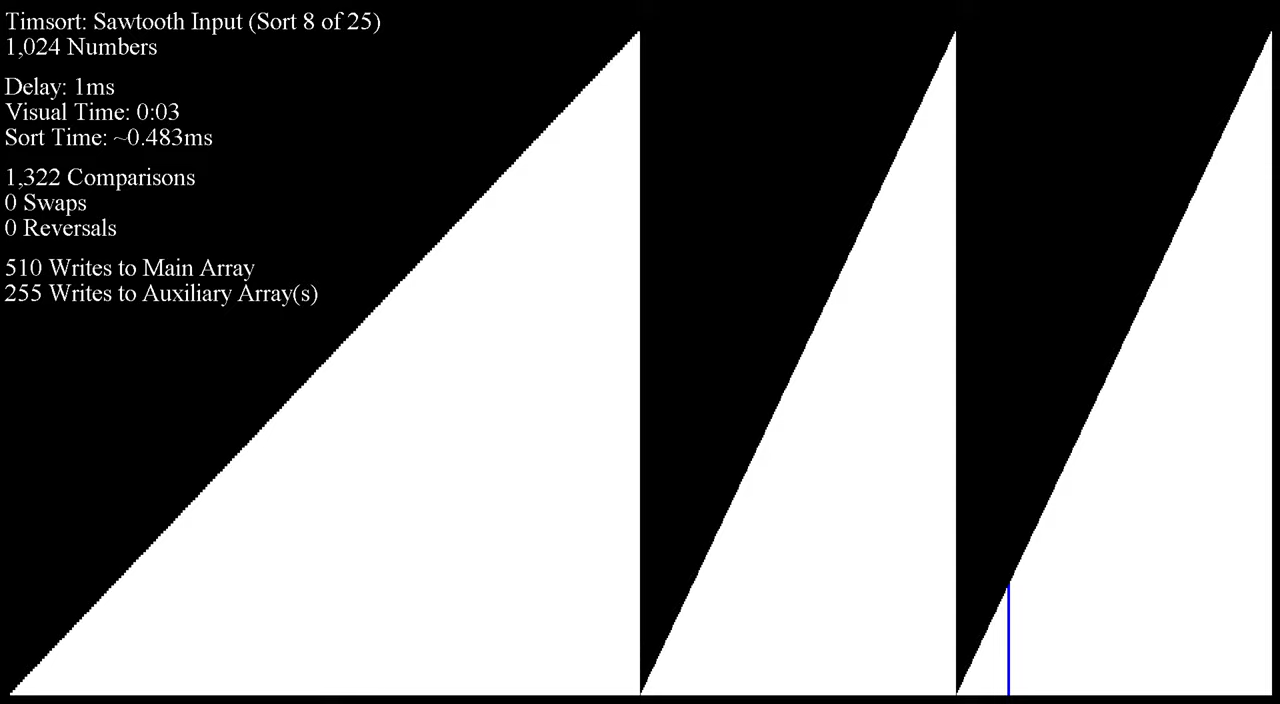 Timsort: Sawtooth Input (Sort 8 of 25)
1,024 Numbers
Delay: 1ms
Visual Time: 0:03
Sort Time: ~0.483ms
1,322 Comparisons
0 Swaps
0 Reversals
510 Writes to Main Array
255 Writes to Auxiliary Array(s)